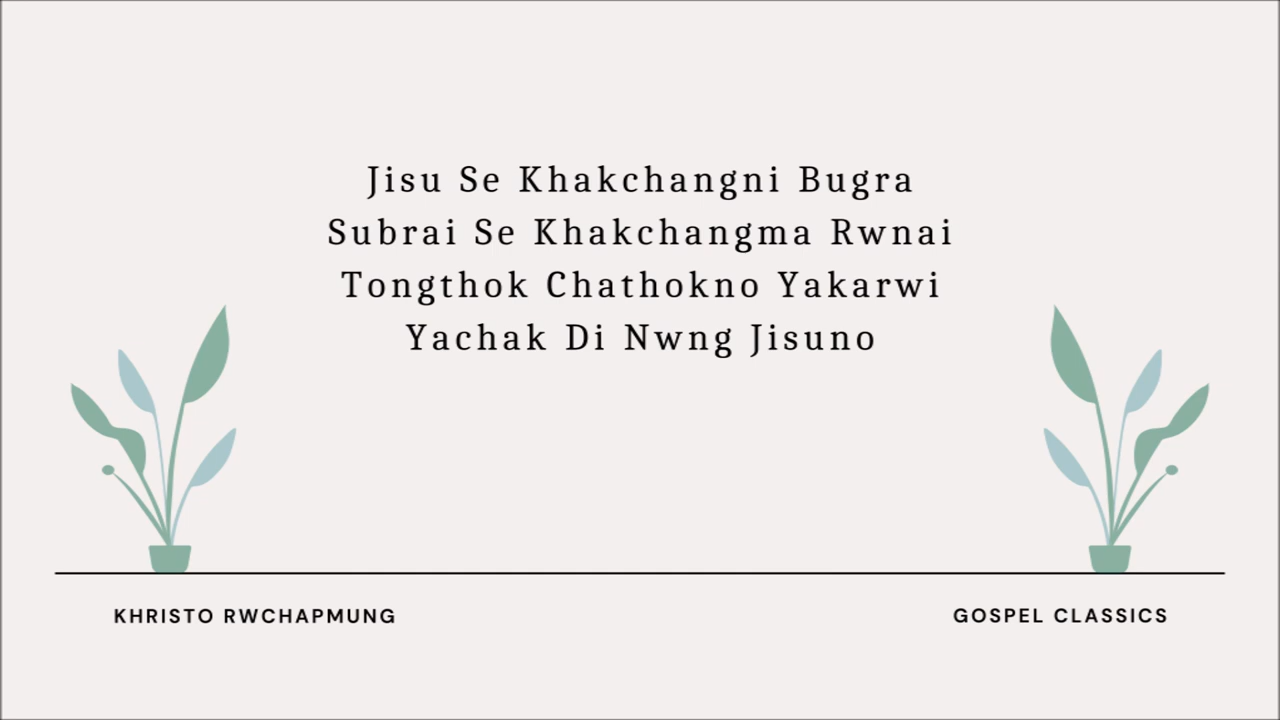 Jisu Se Khakchangni Bugra
Subrai Se Khakchangma Rwnai
Tongthok Chathokno Yakarwi
Yachak Di Nwng Jisuno
KHRISTO RWCHAPMUNG
GOSPEL CLASSICS